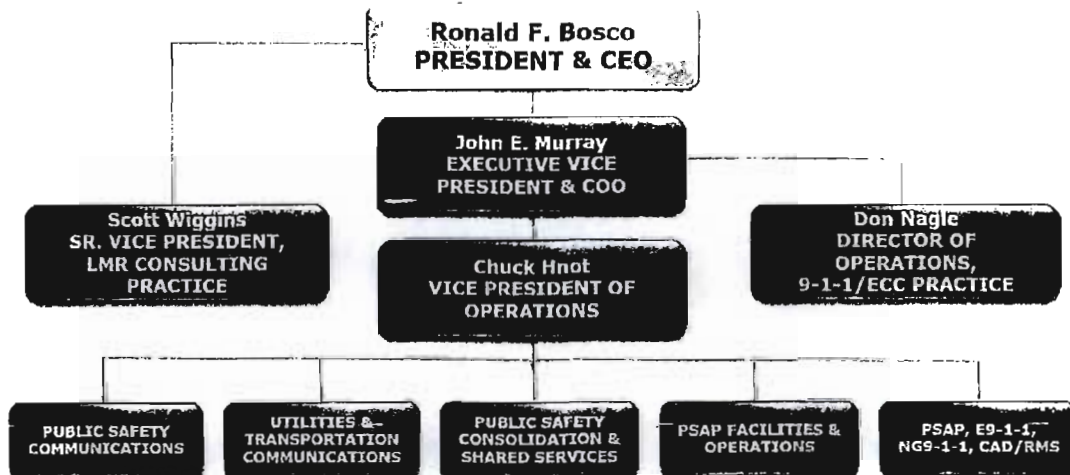 Ronald F. Bosco
PRESIDENT & CEO
John E. Murray
EXECUTIVE VICE
PRESIDENT & COO
Scott Wiggins
SR. VICE PRESIDENT,
LMR CONSULTING
PRACTICE
Don Nagle
DIRECTOR OF
OPERATIONS,
9-1-1/ECC PRACTICE
Chuck Hnot
VICE PRESIDENT OF
OPERATIONS
PUBLIC SAFETY
COMMUNICATIONS
UTILITIES &
TRANSPORTATION
COMMUNICATIONS
PUBLIC SAFETY
CONSOLIDATION &
SHARED SERVICES
PSAP FACILITIES &
OPERATIONS
PSAP, E9-1-1,
NG9-1-1, CAD/RMS